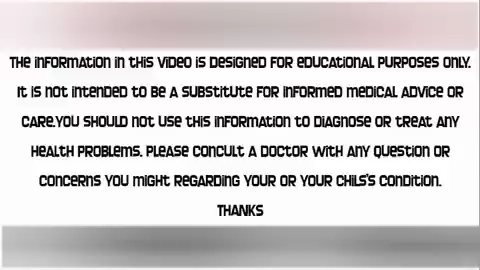 THE INFORMATION IN THIS VIDEO IS DESIGNED FOR EDUCATIONAL PURPOSES ONLY.
IT IS NOT INTENDED TO BE A SUBSTITUTE FOR INFORMED MEDICAL ADVICE OR
CARE.YOU SHOULD NOT USE THIS INFORMATION TO DIAGNOSE OR TREAT ANY
HEALTH PROBLEMS. PLEASE CONCULT A DOCTOR WITH ANY QUESTION OR
CONCERNS YOU MIGHT REGARDING YOUR OR YOUR CHILS'S CONDITION.
THANKS